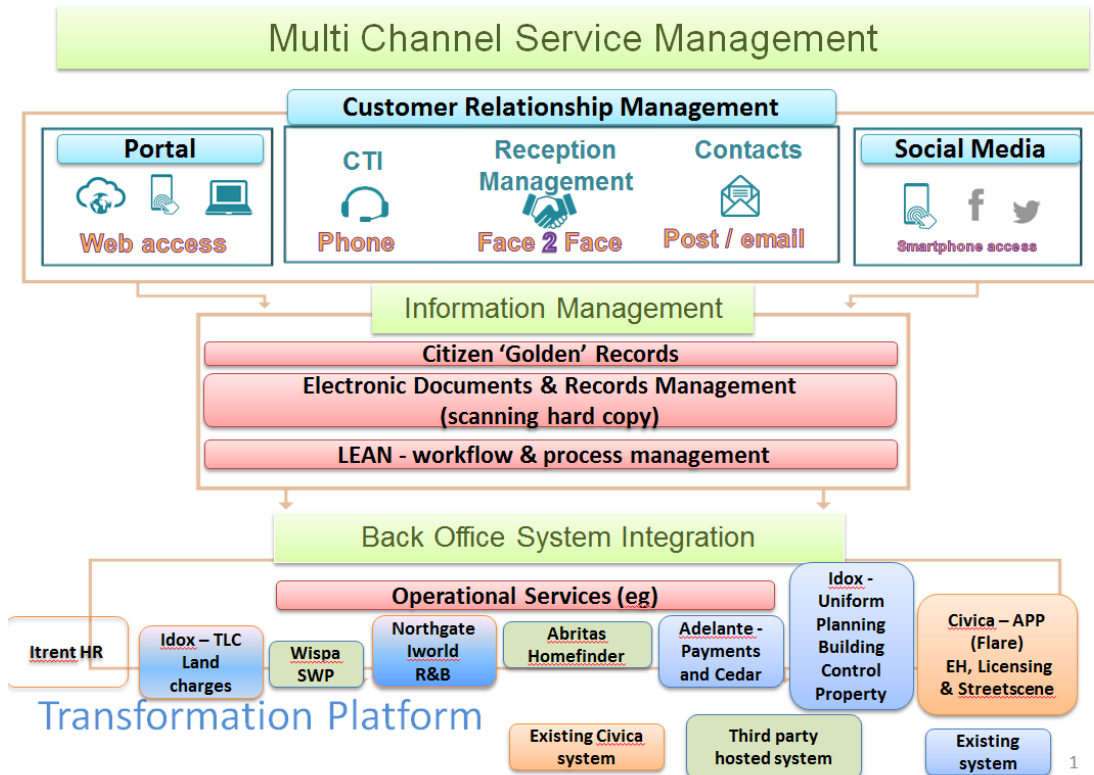 Multi Channel Service Management
Customer Relationship Management
Portal
Web access
CTI
Phone
Reception
Management
Face 2 Face
Contacts
Post / email
Social Media
Smartphone access
Information Management
Citizen ‘Golden’ Records
Electronic Documents & Records Management
(scanning hard copy)
LEAN - workflow & process management
Back Office System Integration
Operational Services (eg)
Itrent HR
Idox – TLC
Land
charges
Wispa
SWP
Northgate
Iworld
R&B
Abritas
Homefinder
Adelante -
Payments
and Cedar
Idox -
Uniform
Planning
Building
Control
Property
Civica – APP
(Flare)
EH, Licensing
& Streetscene
Transformation Platform
Existing Civica
system
Third party
hosted system
Existing
system
1